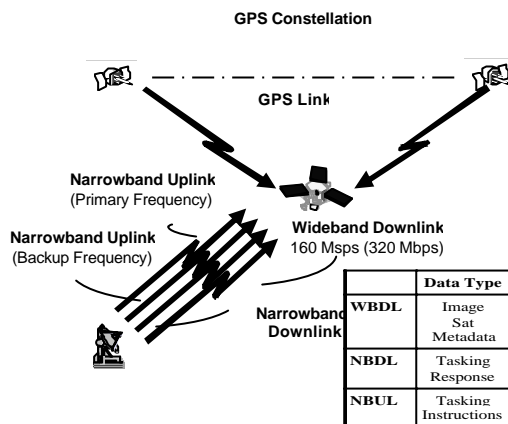 GPS Constellation
GPS Link
Narrowband Uplink
(Primary Frequency)
Narrowband Uplink
(Backup Frequency)
Wideband Downlink
160 Msps (320 Mbps)
Narrowband
Downlink
Data Type
WBDL Image
Sat
Metadata
NBDL Tasking
Response
NBUL Tasking
Instructions